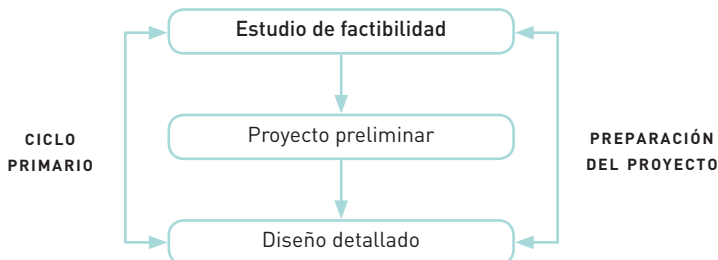 Estudio de factibilidad
Proyecto preliminar
CICLO
PRIMARIO
PREPARACIÓN
DEL PROYECTO
Diseño detallado